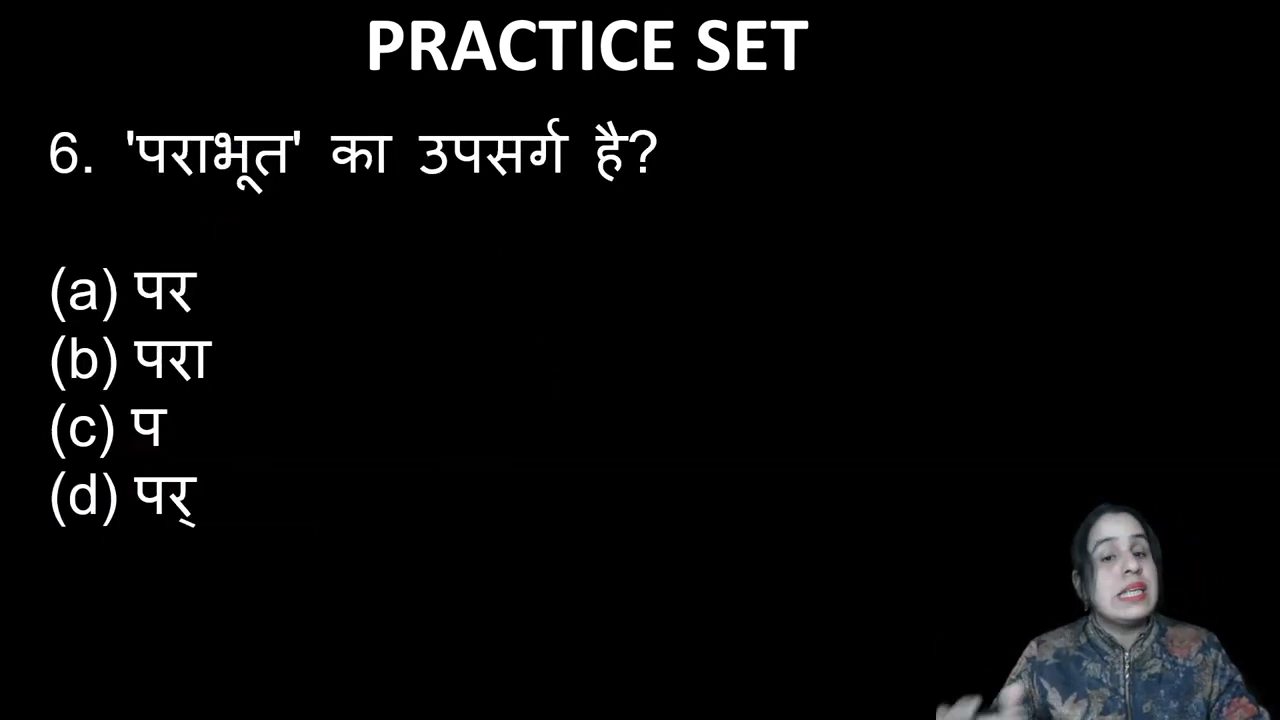 PRACTICE SET
6. 'पराभूत' का उपसर्ग है?
(a) पर
(b) परा
(c) प
(d) पर्